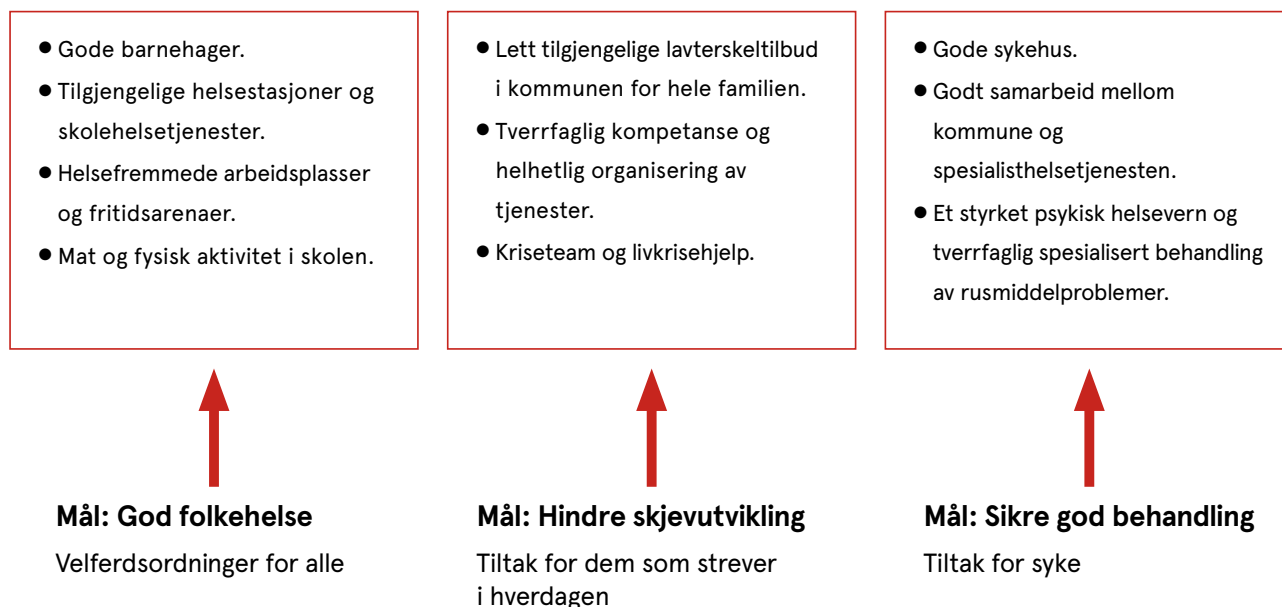 ● Gode barnehager.
● Tilgjengelige helsestasjoner og
skolehelsetjenester.
● Helsefremmede arbeidsplasser
og fritidsarenaer.
● Mat og fysisk aktivitet i skolen.
● Lett tilgjengelige lavterskeltilbud
i kommunen for hele familien.
● Tverrfaglig kompetanse og
helhetlig organisering av
tjenester.
● Kriseteam og livkrisehjelp.
● Gode sykehus.
● Godt samarbeid mellom
kommune og
spesialisthelsetjenesten.
● Et styrket psykisk helsevern og
tverrfaglig spesialisert behandling
av rusmiddelproblemer.
Mål: God folkehelse
Velferdsordninger for alle
Mål: Hindre skjevutvikling
Tiltak for dem som strever
i hverdagen
Mål: Sikre god behandling
Tiltak for syke